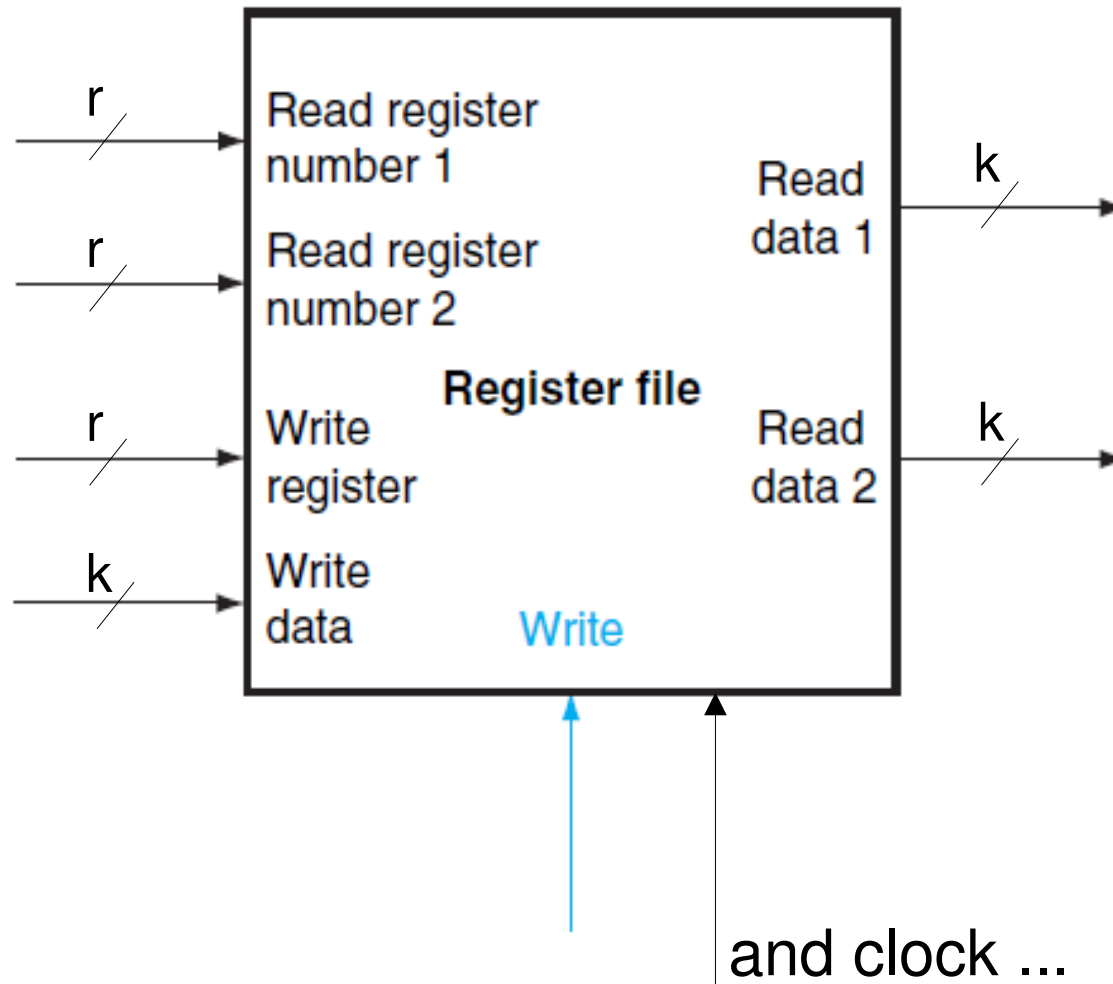 r
Read register
number 1
r
Read register
number 2
Register file
r
Write
register
k
Write
data
Write
Read
data 1
k
Read
data 2
k
and clock ...